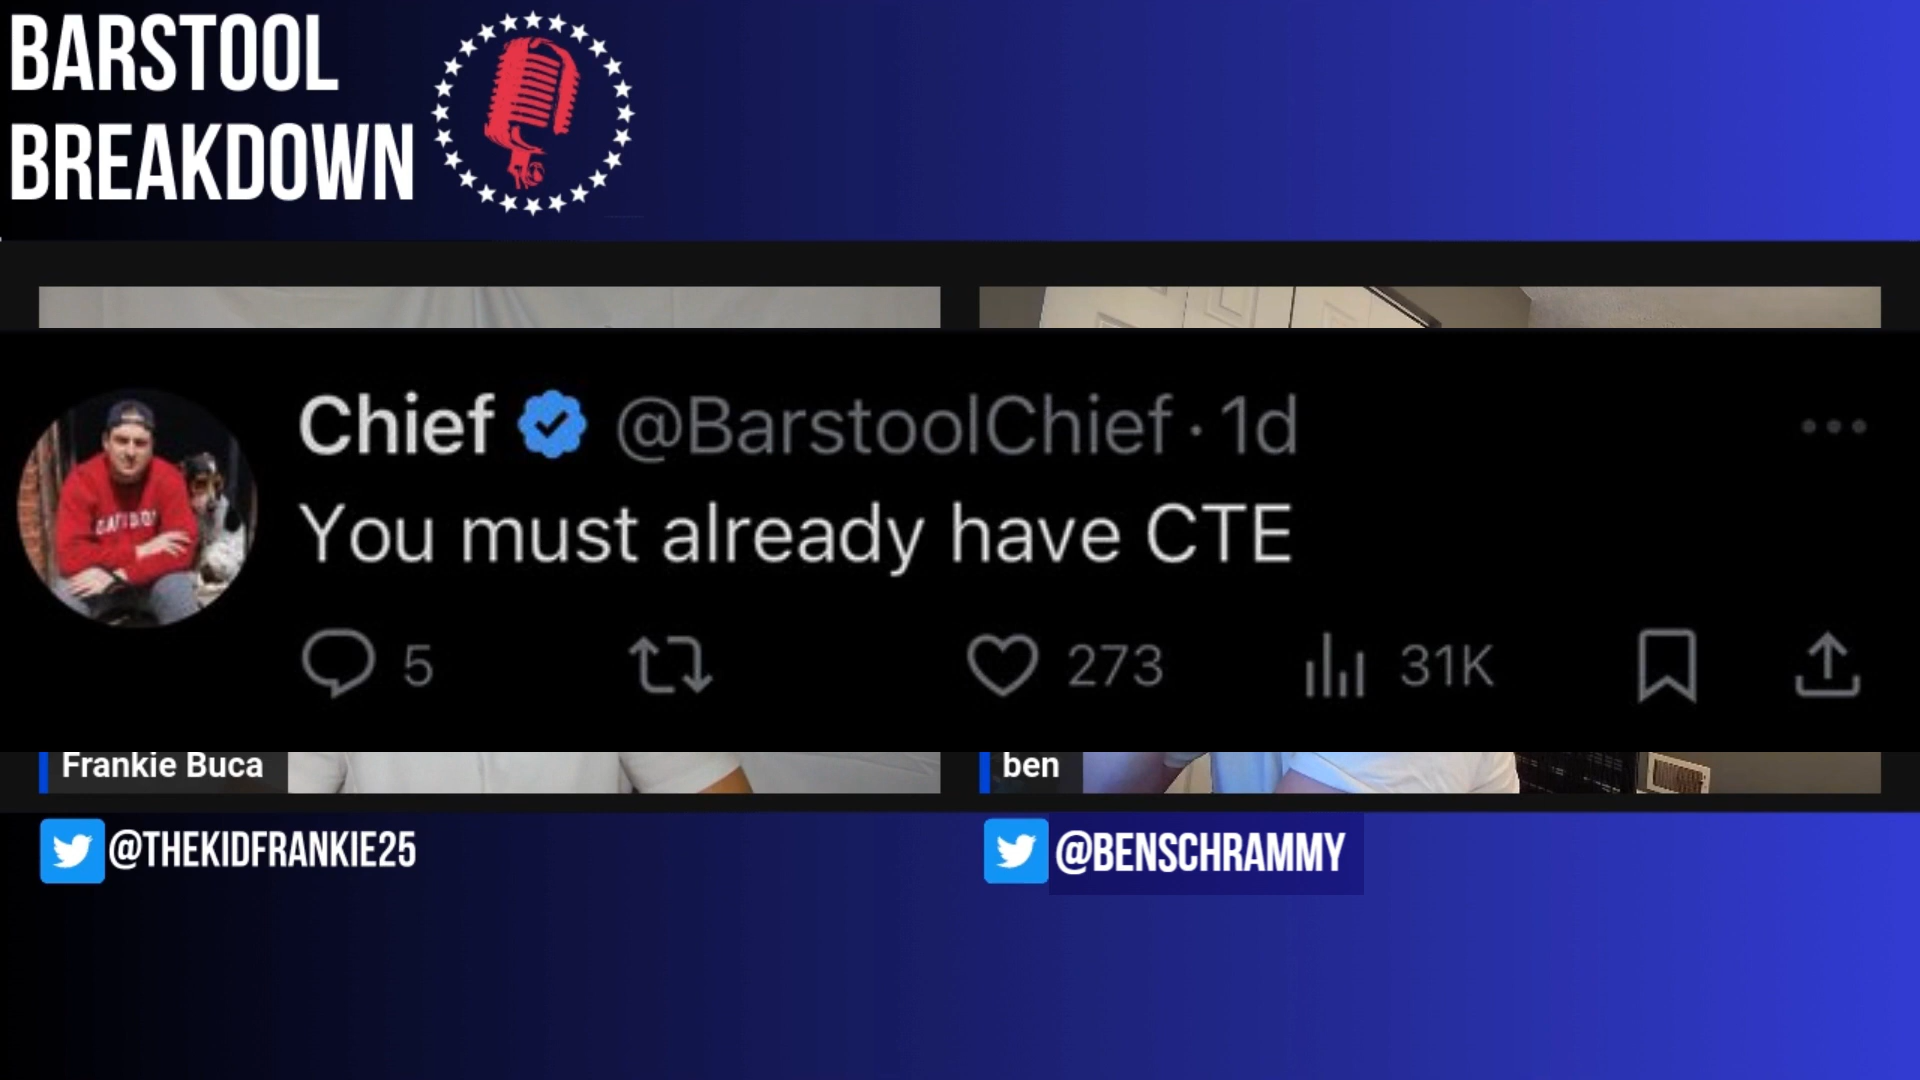 BARSTOOL
BREAKDOWN
Chief @BarstoolChief · 1d
You must already have CTE
5 273 31K
Frankie Buca
ben
@THEKIDFRANKIE25
@BENSCHRAMMY